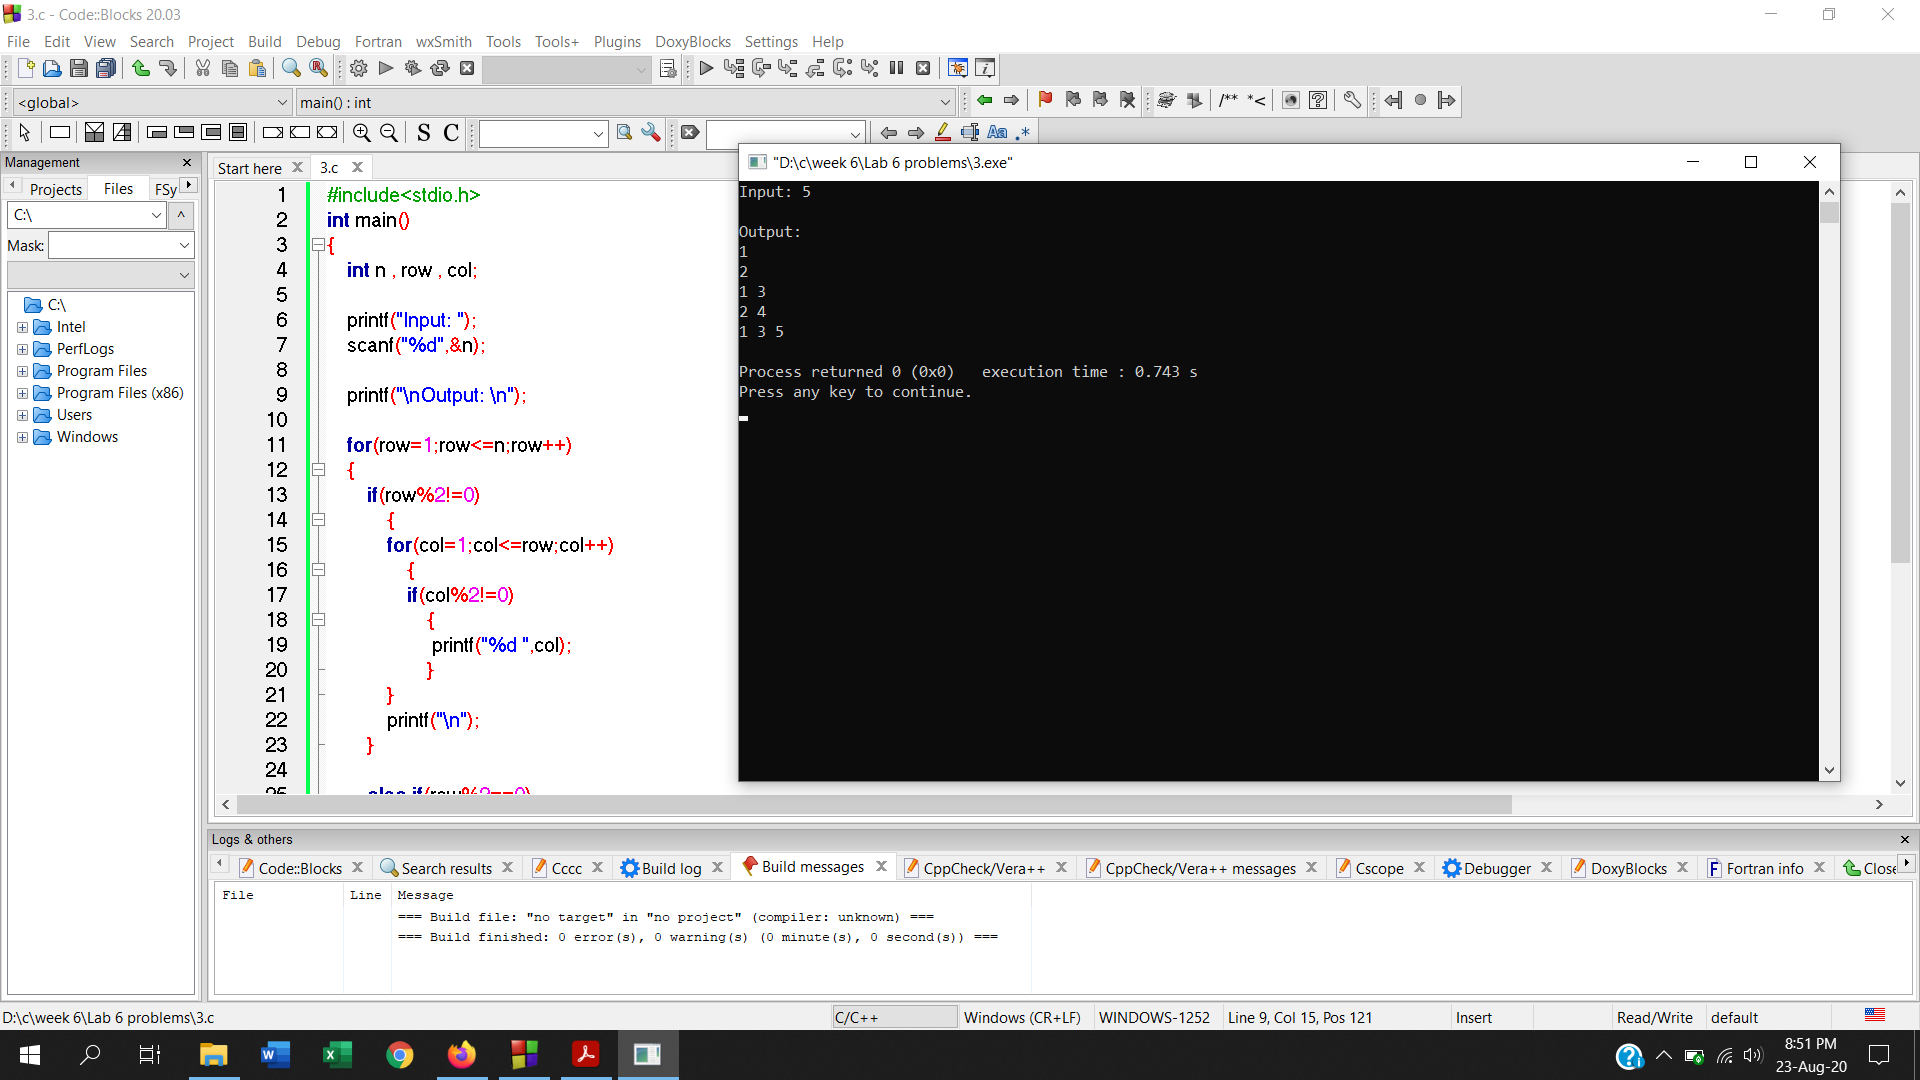 3.c - Code::Blocks 20.03
File Edit View Search Project Build Debug Fortran wxSmith Tools Tools+ Plugins DoxyBlocks Settings Help
<global>
main() : int
/** *<
S C
Aa .*
Management
Projects Files FSy
C:\
Mask:
C:\
Intel
PerfLogs
Program Files
Program Files (x86)
Users
Windows
Start here 3.c
1 #include<stdio.h>
2 int main()
3 {
4 int n , row , col;
5
6 printf("Input: ");
7 scanf("%d",&n);
8
9 printf("\nOutput: \n");
10
11 for(row=1;row<=n;row++)
12 {
13 if(row%2!=0)
14 {
15 for(col=1;col<=row;col++)
16 {
17 if(col%2!=0)
18 {
19 printf("%d ",col);
20 }
21 }
22 printf("\n");
23 }
24
25 else if(row%2==0)
"D:\c\week 6\Lab 6 problems\3.exe"
Input: 5
Output:
1
2
1 3
2 4
1 3 5
Process returned 0 (0x0) execution time : 0.743 s
Press any key to continue.
Logs & others
Code::Blocks Search results Cccc Build log Build messages CppCheck/Vera++ CppCheck/Vera++ messages Cscope Debugger DoxyBlocks Fortran info Close
File Line Message
=== Build file: "no target" in "no project" (compiler: unknown) ===
=== Build finished: 0 error(s), 0 warning(s) (0 minute(s), 0 second(s)) ===
D:\c\week 6\Lab 6 problems\3.c C/C++ Windows (CR+LF) WINDOWS-1252 Line 9, Col 15, Pos 121 Insert Read/Write default
8:51 PM
23-Aug-20